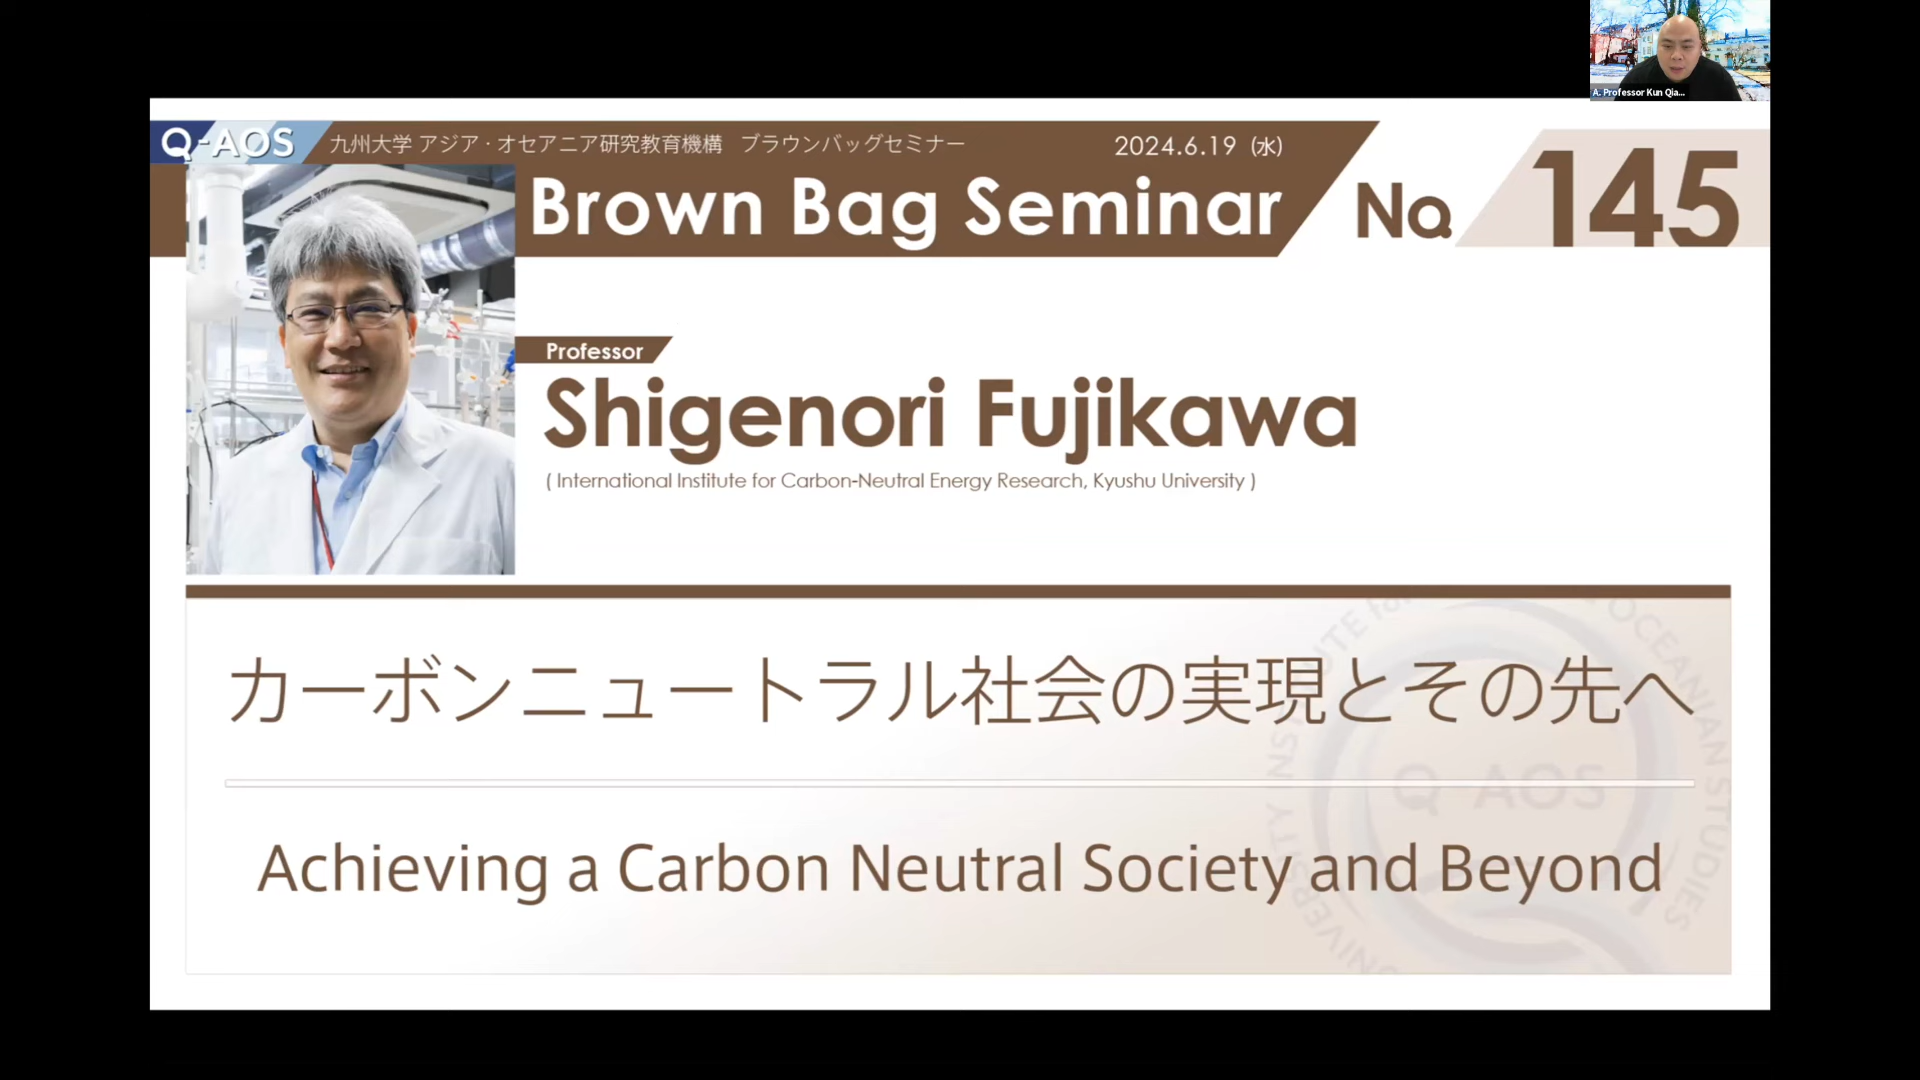 A. Professor Kun Qia...
Q-AOS
九州大学 アジア・オセアニア研究教育機構 ブラウンバッグセミナー
2024.6.19 (水)
Brown Bag Seminar
No. 145
Professor
Shigenori Fujikawa
( International Institute for Carbon-Neutral Energy Research, Kyushu University )
カーボンニュートラル社会の実現とその先へ
Q AOS
Achieving a Carbon Neutral Society and Beyond